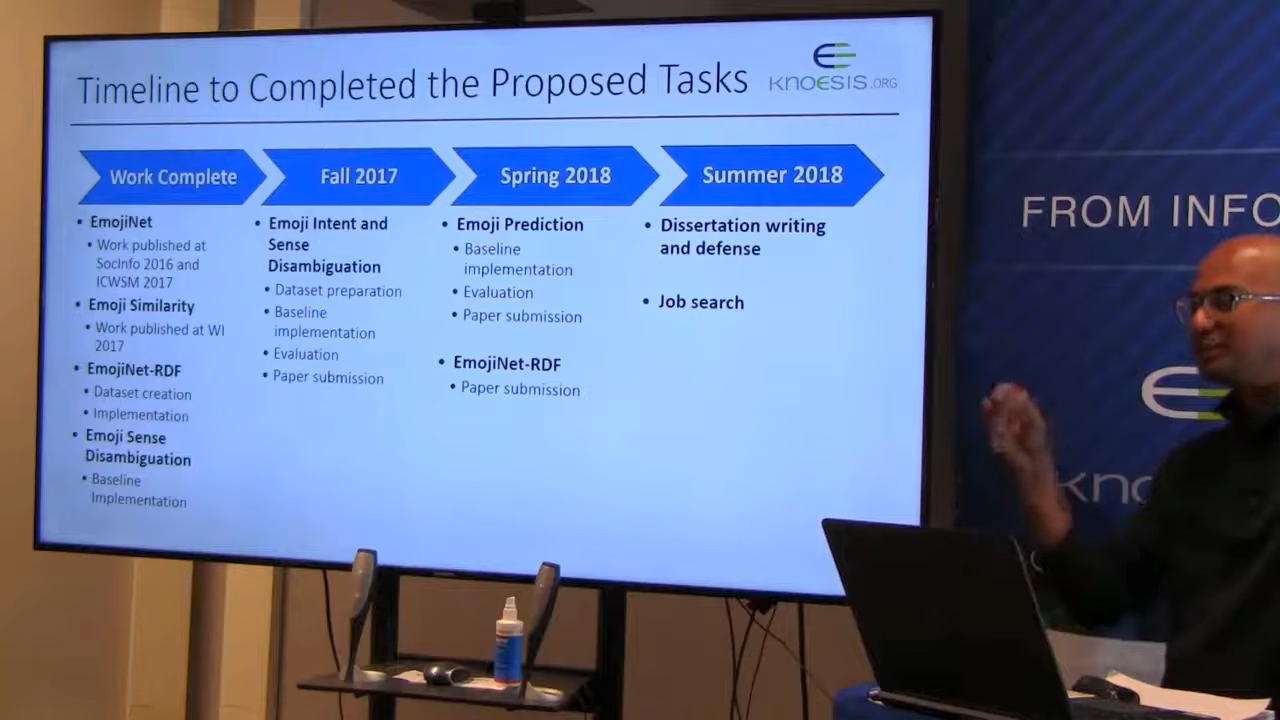 Timeline to Completed the Proposed Tasks
KNOESIS.ORG
Work Complete
• EmojiNet
• Work published at
SocInfo 2016 and
ICWSM 2017
• Emoji Similarity
• Work published at WI
2017
• EmojiNet-RDF
• Dataset creation
• Implementation
• Emoji Sense
Disambiguation
• Baseline
Implementation
Fall 2017
• Emoji Intent and
Sense
Disambiguation
• Dataset preparation
• Baseline
implementation
• Evaluation
• Paper submission
Spring 2018
• Emoji Prediction
• Baseline
implementation
• Evaluation
• Paper submission
• EmojiNet-RDF
• Paper submission
Summer 2018
• Dissertation writing
and defense
• Job search
FROM INFO
kno